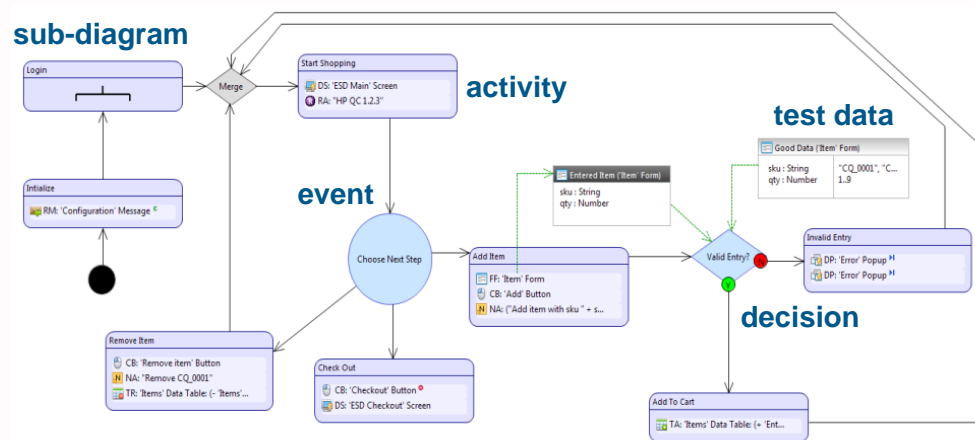 sub-diagram
Login
Merge
Start Shopping
DS: 'ESD Main' Screen
RA: "HP QC 1.2.3"
activity
test data
Good Data ('Item' Form)
sku : String "CQ_0001", "C...
qty : Number 1..9
Entered Item ('Item' Form)
sku : String
qty : Number
Intialize
RM: 'Configuration' Message c
event
Choose Next Step
Add Item
FF: 'Item' Form
CB: 'Add' Button
NA: ("Add item with sku " + s...
Valid Entry?
N
Y
Invalid Entry
DP: 'Error' Popup
DP: 'Error' Popup
decision
Remove Item
CB: 'Remove item' Button
NA: "Remove CQ_0001"
TR: 'Items' Data Table: (- 'Items'...
Check Out
CB: 'Checkout' Button
DS: 'ESD Checkout' Screen
Add To Cart
TA: 'Items' Data Table: (+ 'Ent...